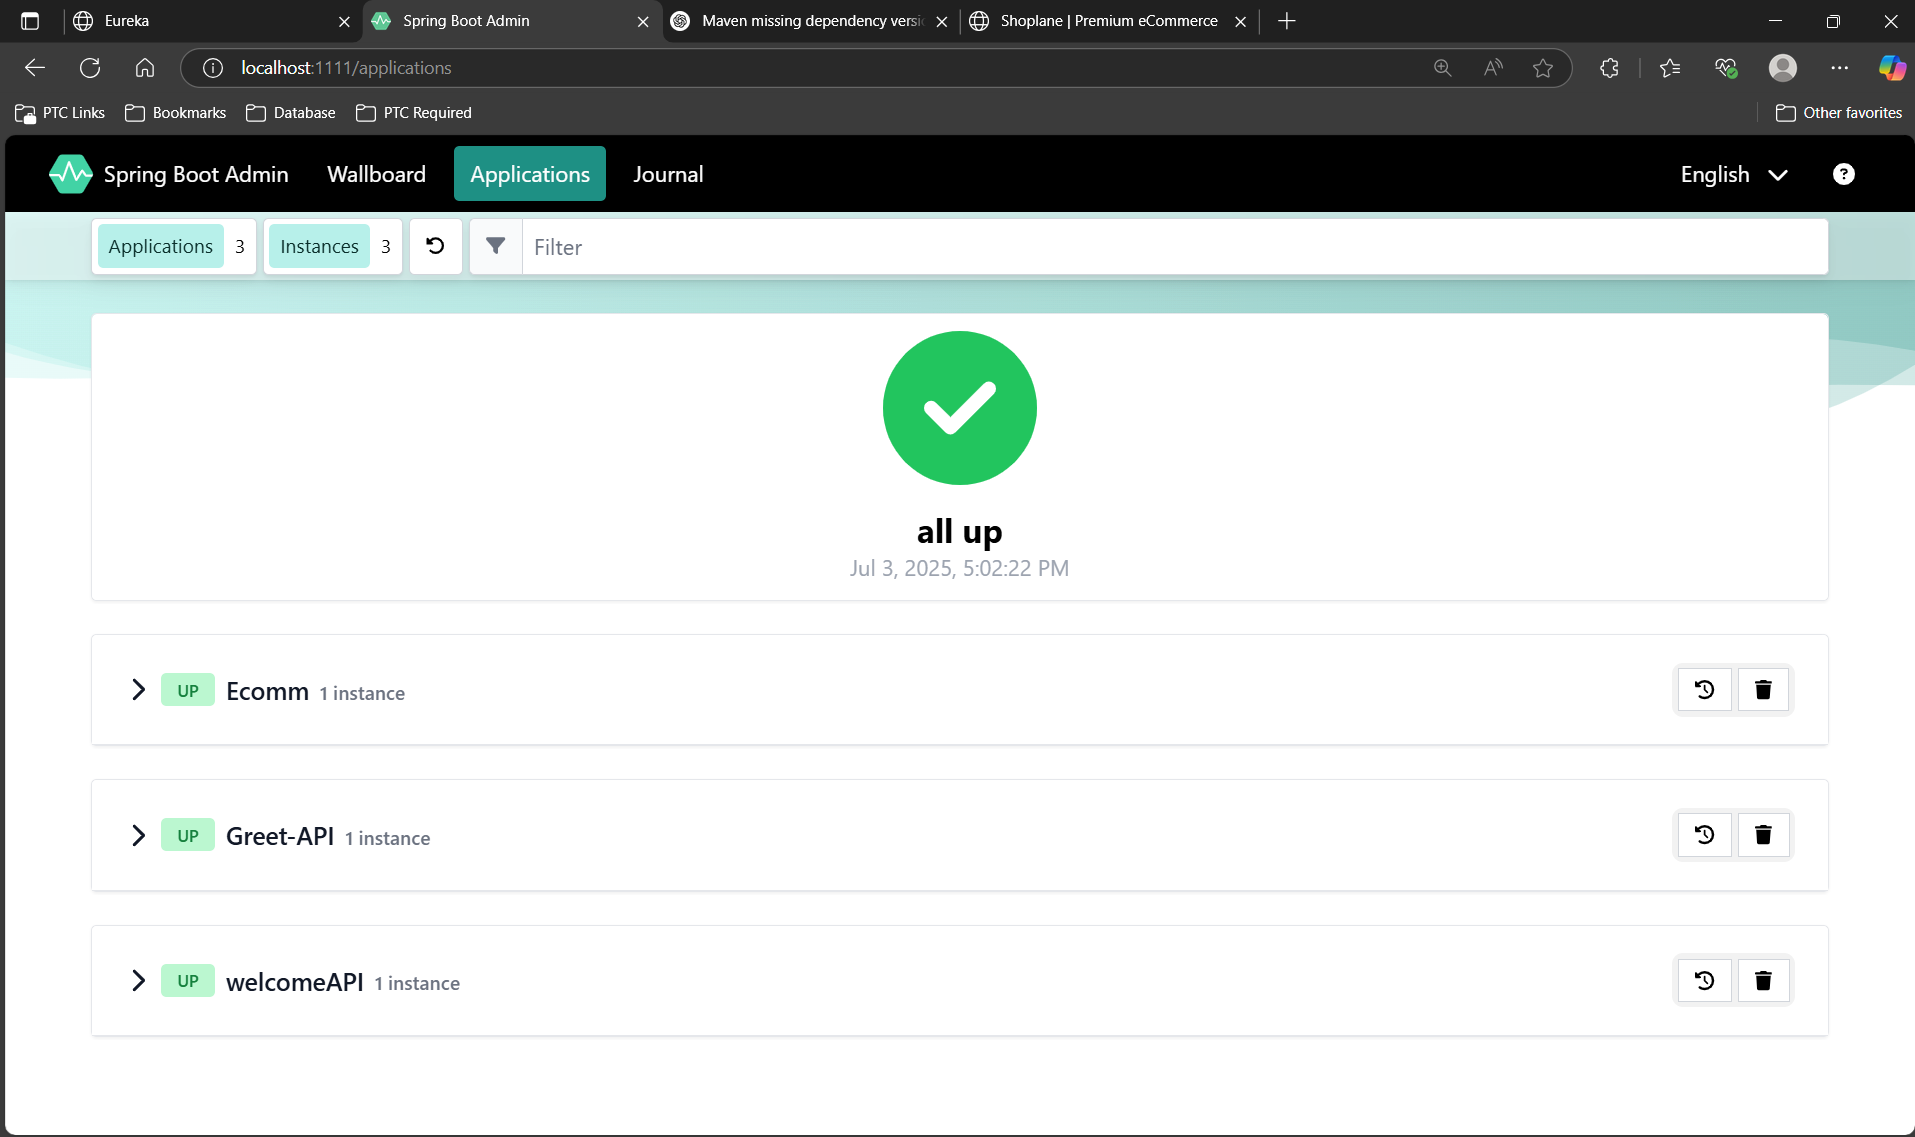 Eureka
Spring Boot Admin
Maven missing dependency versi
Shoplane | Premium eCommerce
localhost:1111/applications
PTC Links
Bookmarks
Database
PTC Required
Other favorites
Spring Boot Admin
Wallboard
Applications
Journal
English
?
Applications 3
Instances 3
Filter
all up
Jul 3, 2025, 5:02:22 PM
UP Ecomm 1 instance
UP Greet-API 1 instance
UP welcomeAPI 1 instance